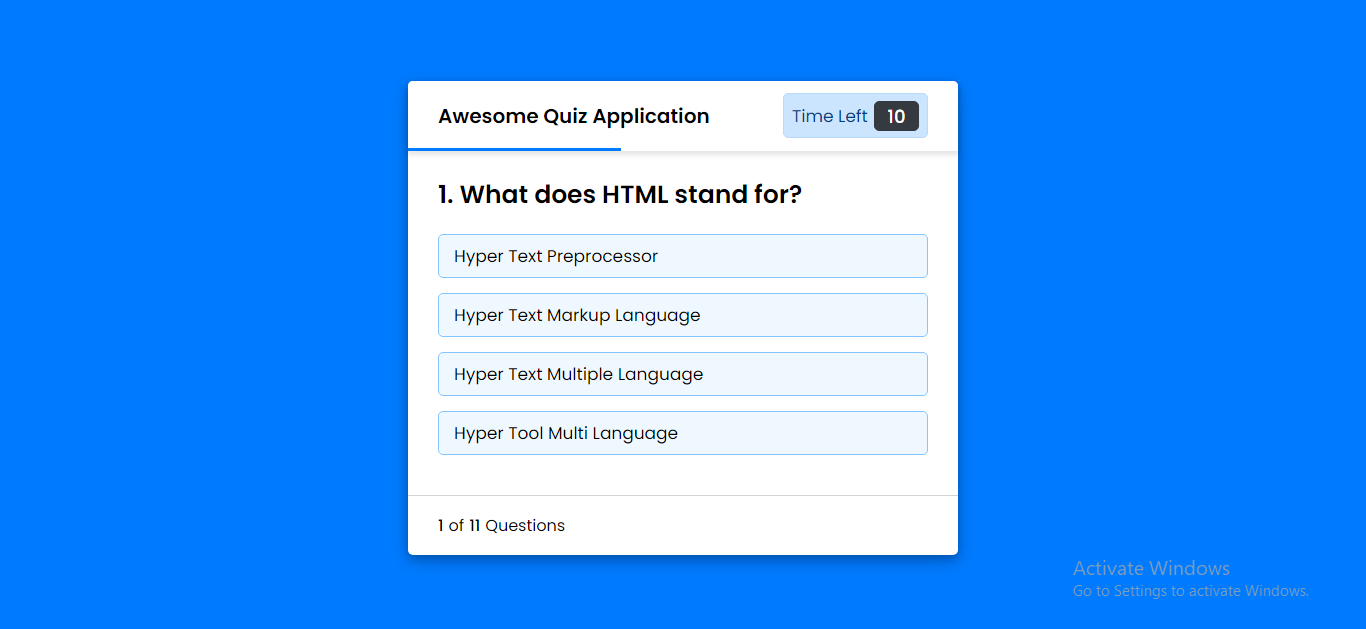 Awesome Quiz Application
Time Left 10
1. What does HTML stand for?
Hyper Text Preprocessor
Hyper Text Markup Language
Hyper Text Multiple Language
Hyper Tool Multi Language
1 of 11 Questions
Activate Windows
Go to Settings to activate Windows.